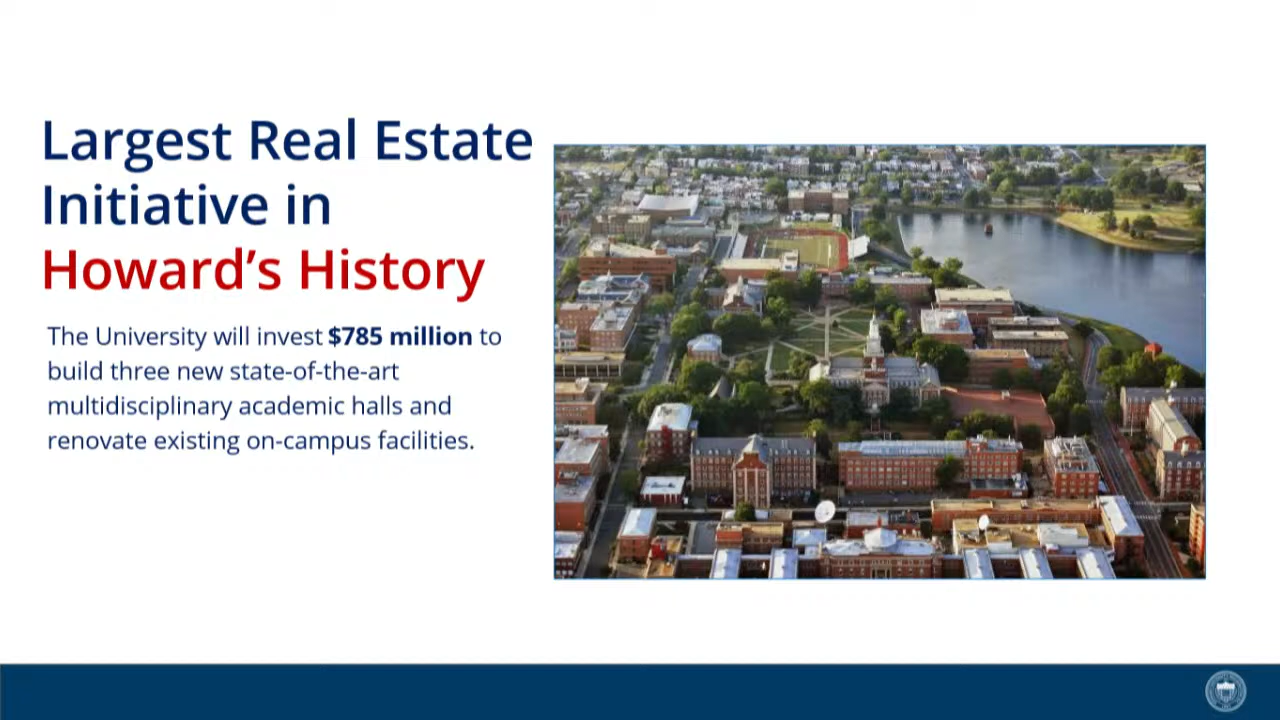 Largest Real Estate
Initiative in
Howard’s History
The University will invest $785 million to
build three new state-of-the-art
multidisciplinary academic halls and
renovate existing on-campus facilities.